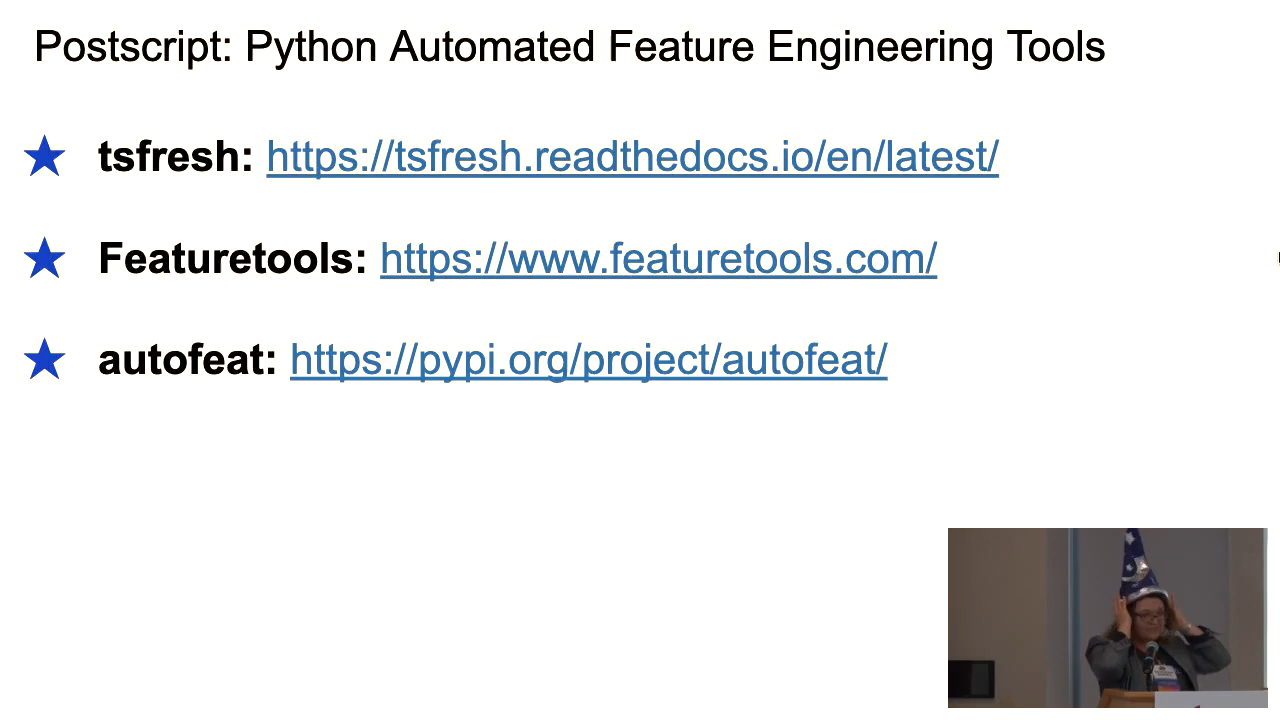 Postscript: Python Automated Feature Engineering Tools
tsfresh: https://tsfresh.readthedocs.io/en/latest/
Featuretools: https://www.featuretools.com/
autofeat: https://pypi.org/project/autofeat/